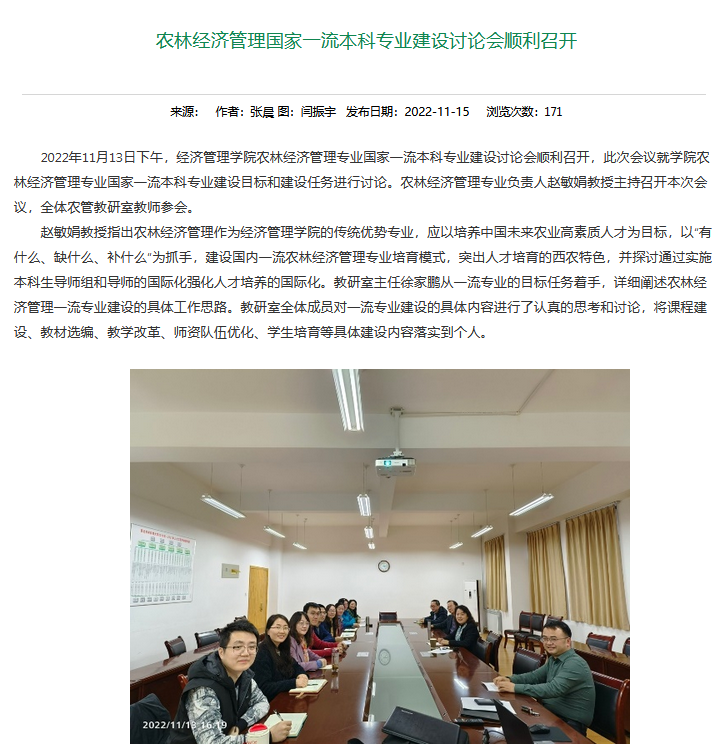 农林经济管理国家一流本科专业建设讨论会顺利召开
来源： 作者：张晨 图：闫振宇 发布日期：2022-11-15 浏览次数：171
2022年11月13日下午，经济管理学院农林经济管理专业国家一流本科专业建设讨论会顺利召开，此次会议就学院农
林经济管理专业国家一流本科专业建设目标和建设任务进行讨论。农林经济管理专业负责人赵敏娟教授主持召开本次会
议，全体农管教研室教师参会。
赵敏娟教授指出农林经济管理作为经济管理学院的传统优势专业，应以培养中国未来农业高素质人才为目标，以“有
什么、缺什么、补什么”为抓手，建设国内一流农林经济管理专业培育模式，突出人才培育的西农特色，并探讨通过实施
本科生导师组和导师的国际化强化人才培养的国际化。教研室主任徐家鹏从一流专业的目标任务着手，详细阐述农林经
济管理一流专业建设的具体工作思路。教研室全体成员对一流专业建设的具体内容进行了认真的思考和讨论，将课程建
设、教材选编、教学改革、师资队伍优化、学生培育等具体建设内容落实到个人。
2022/11/13 16:19